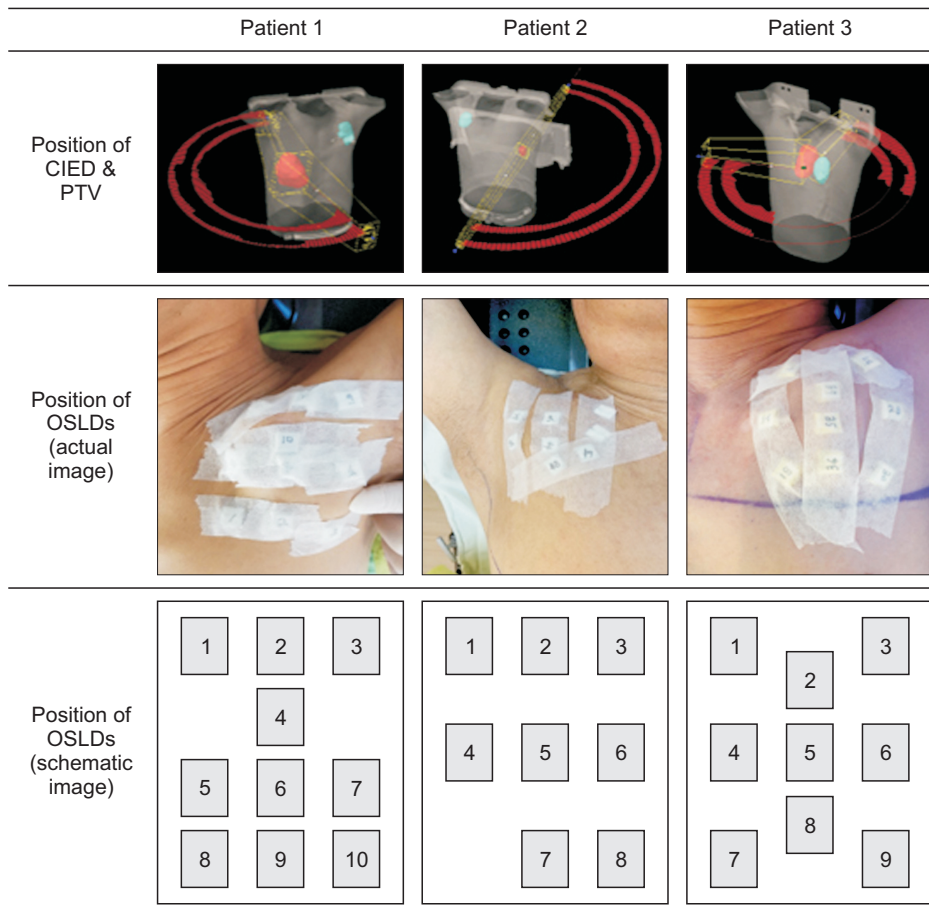 Patient 1 Patient 2 Patient 3
Position of
CIED &
PTV
Position of
OSLDs
(actual
image)
10
Position of
OSLDs
(schematic
image)
1 2 3
4
5 6 7
8 9 10
1 2 3
4 5 6
7 8
1 3
2
4 5 6
8
7 9